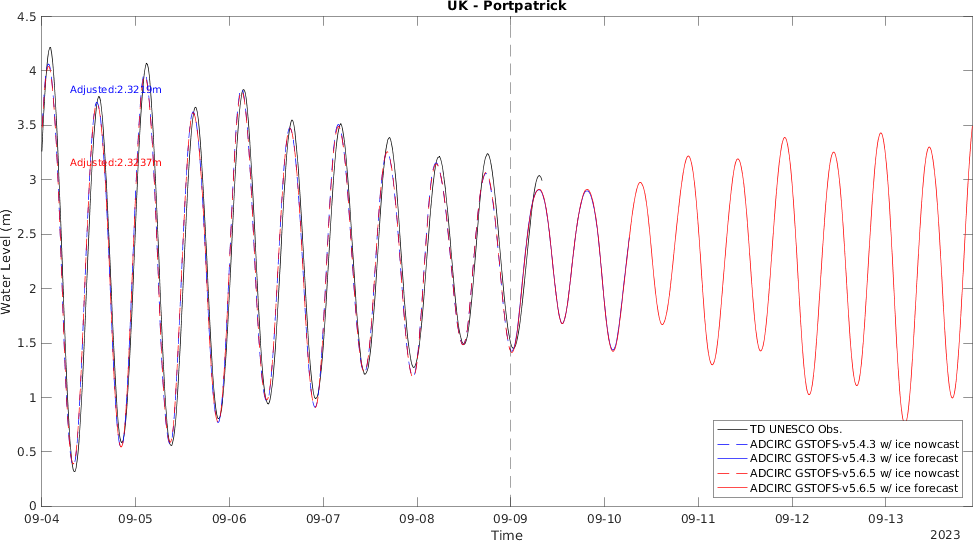 UK - Portpatrick
4.5
4
3.5
3
2.5
2
1.5
1
0.5
0
Water Level (m)
Adjusted:2.3219m
Adjusted:2.3237m
TD UNESCO Obs.
ADCIRC GSTOFS-v5.4.3 w/ ice nowcast
ADCIRC GSTOFS-v5.4.3 w/ ice forecast
ADCIRC GSTOFS-v5.6.5 w/ ice nowcast
ADCIRC GSTOFS-v5.6.5 w/ ice forecast
09-04 09-05 09-06 09-07 09-08 09-09 09-10 09-11 09-12 09-13
Time
2023